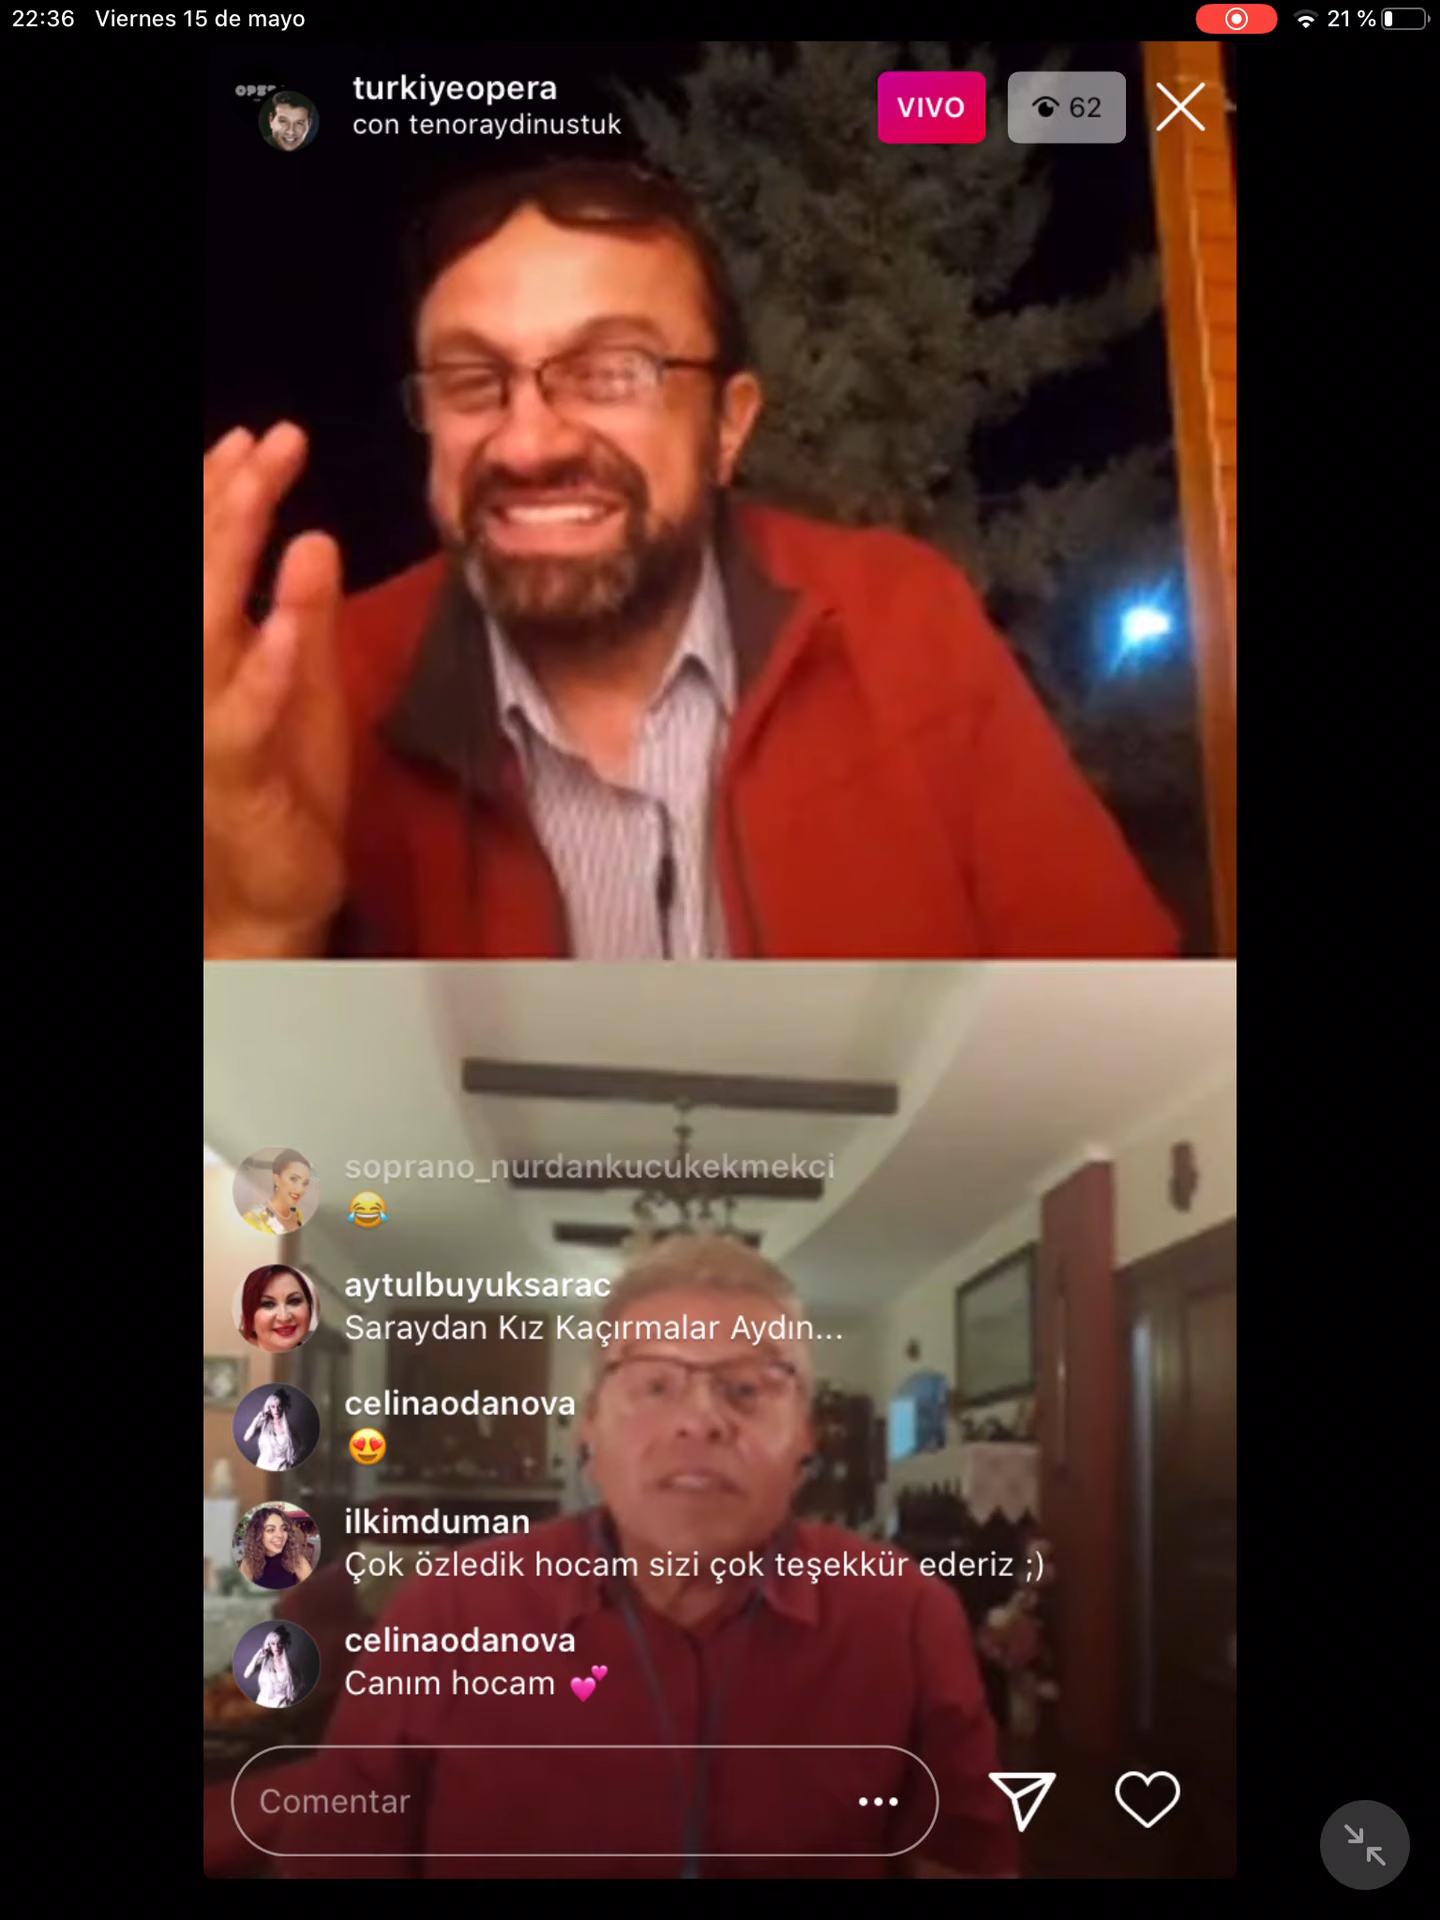 22:36 Viernes 15 de mayo
21 %
turkiyeopera
con tenoraydinustuk
VIVO
62
soprano_nurdankucukekmekci
😂
aytulbuyuksarac
Saraydan Kız Kaçırmalar Aydın...
celinaodanova
😍
ilkimduman
Çok özledik hocam sizi çok teşekkür ederiz ;)
celinaodanova
Canım hocam 💕
Comentar